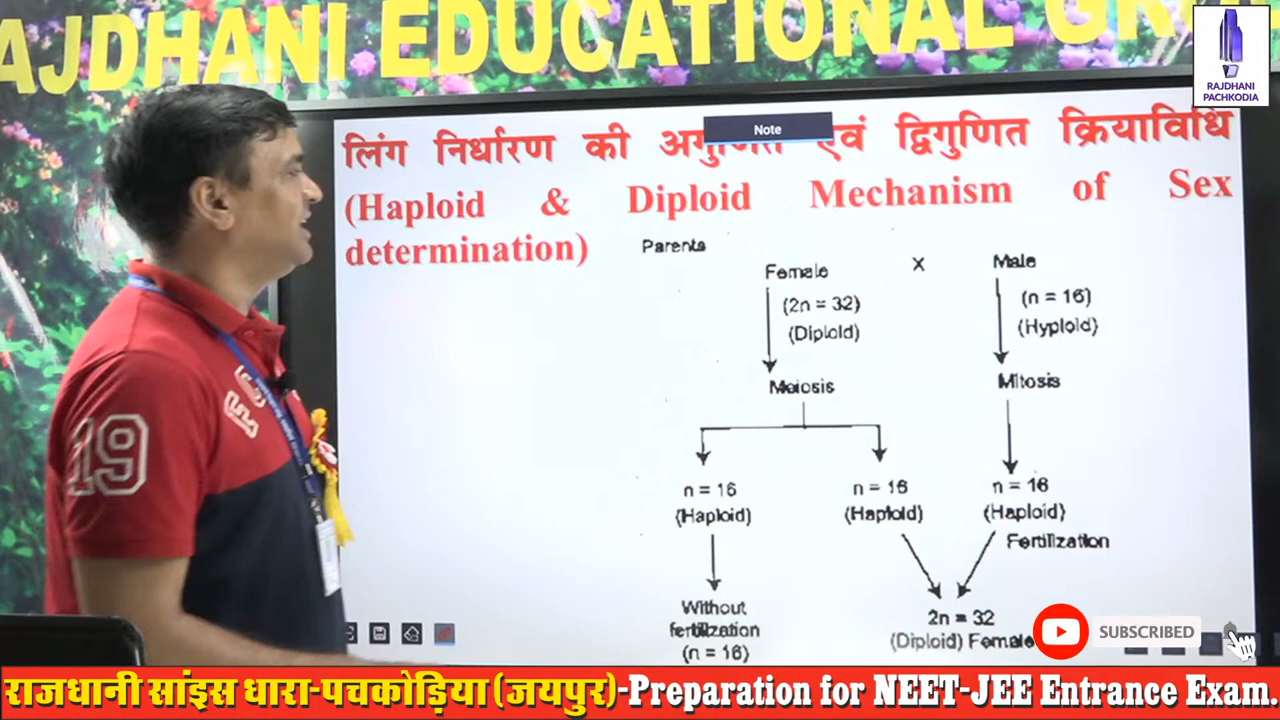 AJDHANI EDUCATIONAL
RAJDHANI
PACHKODIA
Note
लिंग निर्धारण की एवं द्विगुणित क्रियाविधि
(Haploid & Diploid Mechanism of Sex
determination)
Parents
Female X Male
(2n = 32) (n = 16)
(Diploid) (Hyploid)
Meiosis Mitosis
n = 16 n = 16 n = 16
(Haploid) (Haploid) (Haploid)
Fertilization
Without
fertilization
(n = 16)
2n = 32
(Diploid) Female
19
SUBSCRIBED
राजधानी सांइस धारा-पचकोड़िया (जयपुर)-Preparation for NEET-JEE Entrance Exam.